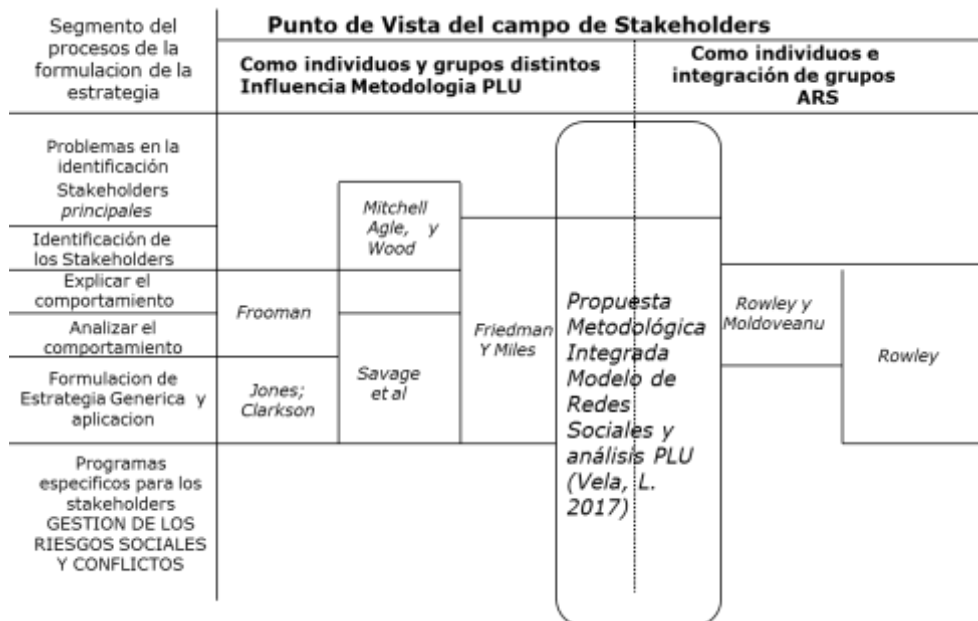 Segmento del
procesos de la
formulacion de la
estrategia
Punto de Vista del campo de Stakeholders
Como individuos y grupos distintos
Influencia Metodologia PLU
Como individuos e
integración de grupos
ARS
Problemas en la
identificación
Stakeholders
principales
Identificación de
los Stakeholders
Explicar el
comportamiento
Analizar el
comportamiento
Formulacion de
Estrategia Generica y
aplicacion
Programas
especificos para los
stakeholders
GESTION DE LOS
RIESGOS SOCIALES
Y CONFLICTOS
Frooman
Jones;
Clarkson
Mitchell
Agle, y
Wood
Savage
et al
Friedman
Y Miles
Propuesta
Metodológica
Integrada
Modelo de
Redes
Sociales y
análisis PLU
(Vela, L.
2017)
Rowley y
Moldoveanu
Rowley